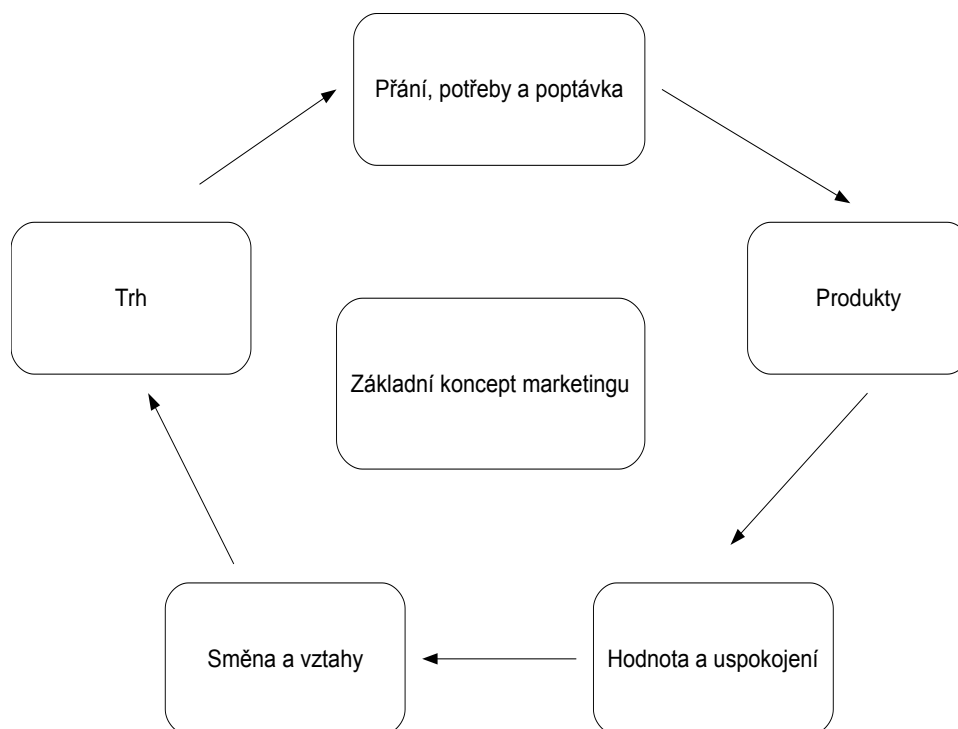 Přání, potřeby a poptávka
Trh
Produkty
Základní koncept marketingu
Směna a vztahy
Hodnota a uspokojení